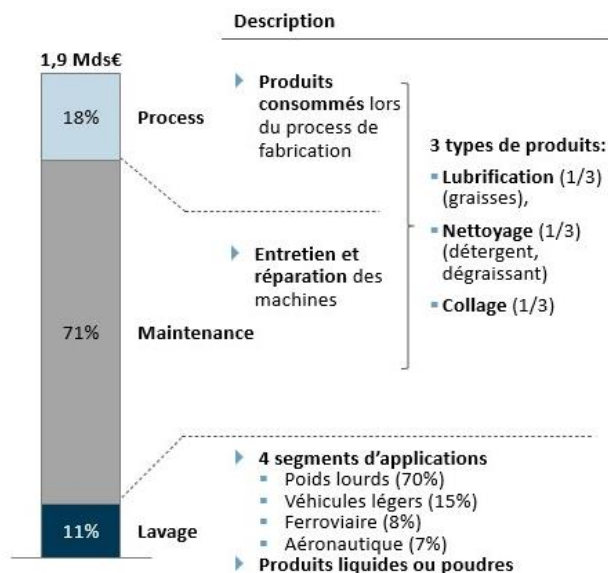 Description
1,9 Mds€
18%
Process
Produits
consommés lors
du process de
fabrication
71%
Maintenance
Entretien et
réparation des
machines
3 types de produits:
Lubrification (1/3)
(graisses),
Nettoyage (1/3)
(détergent,
dégraissant)
Collage (1/3)
11%
Lavage
4 segments d'applications
Poids lourds (70%)
Véhicules légers (15%)
Ferroviaire (8%)
Aéronautique (7%)
Produits liquides ou poudres